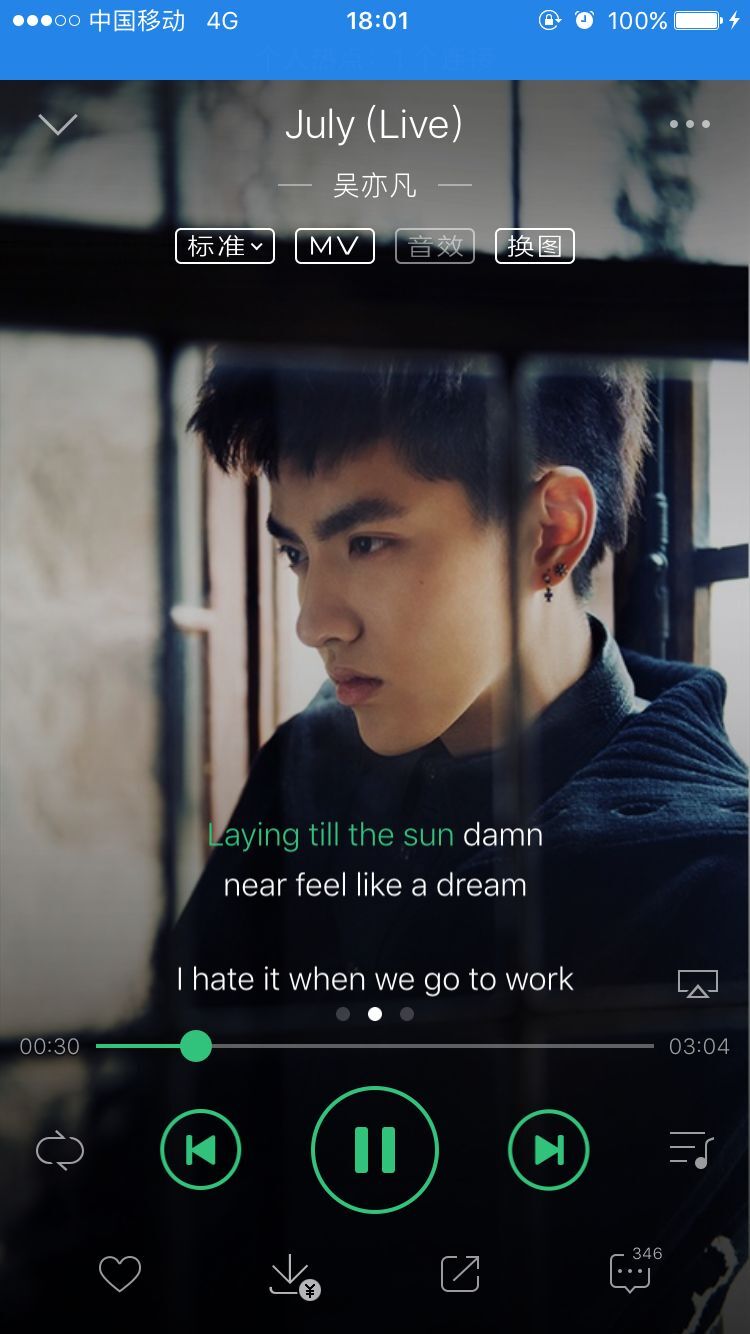 中国移动 4G 18:01 100%
个人热点：1 个连接
July (Live)
吴亦凡
标准 MV 音效 换图
Laying till the sun damn
near feel like a dream
I hate it when we go to work
00:30 03:04
¥ 346